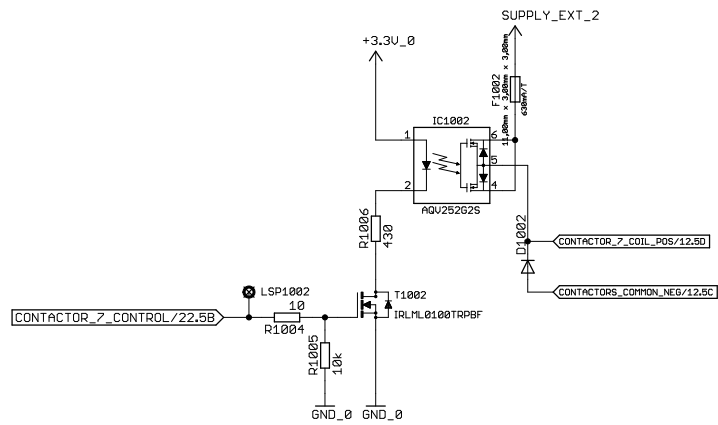 SUPPLY_EXT_2
+3.3V_0
F1002
630mA/T
11,00mm x 3,00mm x 3,00mm
IC1002
1
6
5
2
4
AQV252G2S
R1006
430
D1002
CONTACTOR_7_COIL_POS/12.5D
CONTACTORS_COMMON_NEG/12.5C
LSP1002
T1002
IRLML0100TRPBF
CONTACTOR_7_CONTROL/22.5B
10
R1004
R1005
10k
GND_0
GND_0